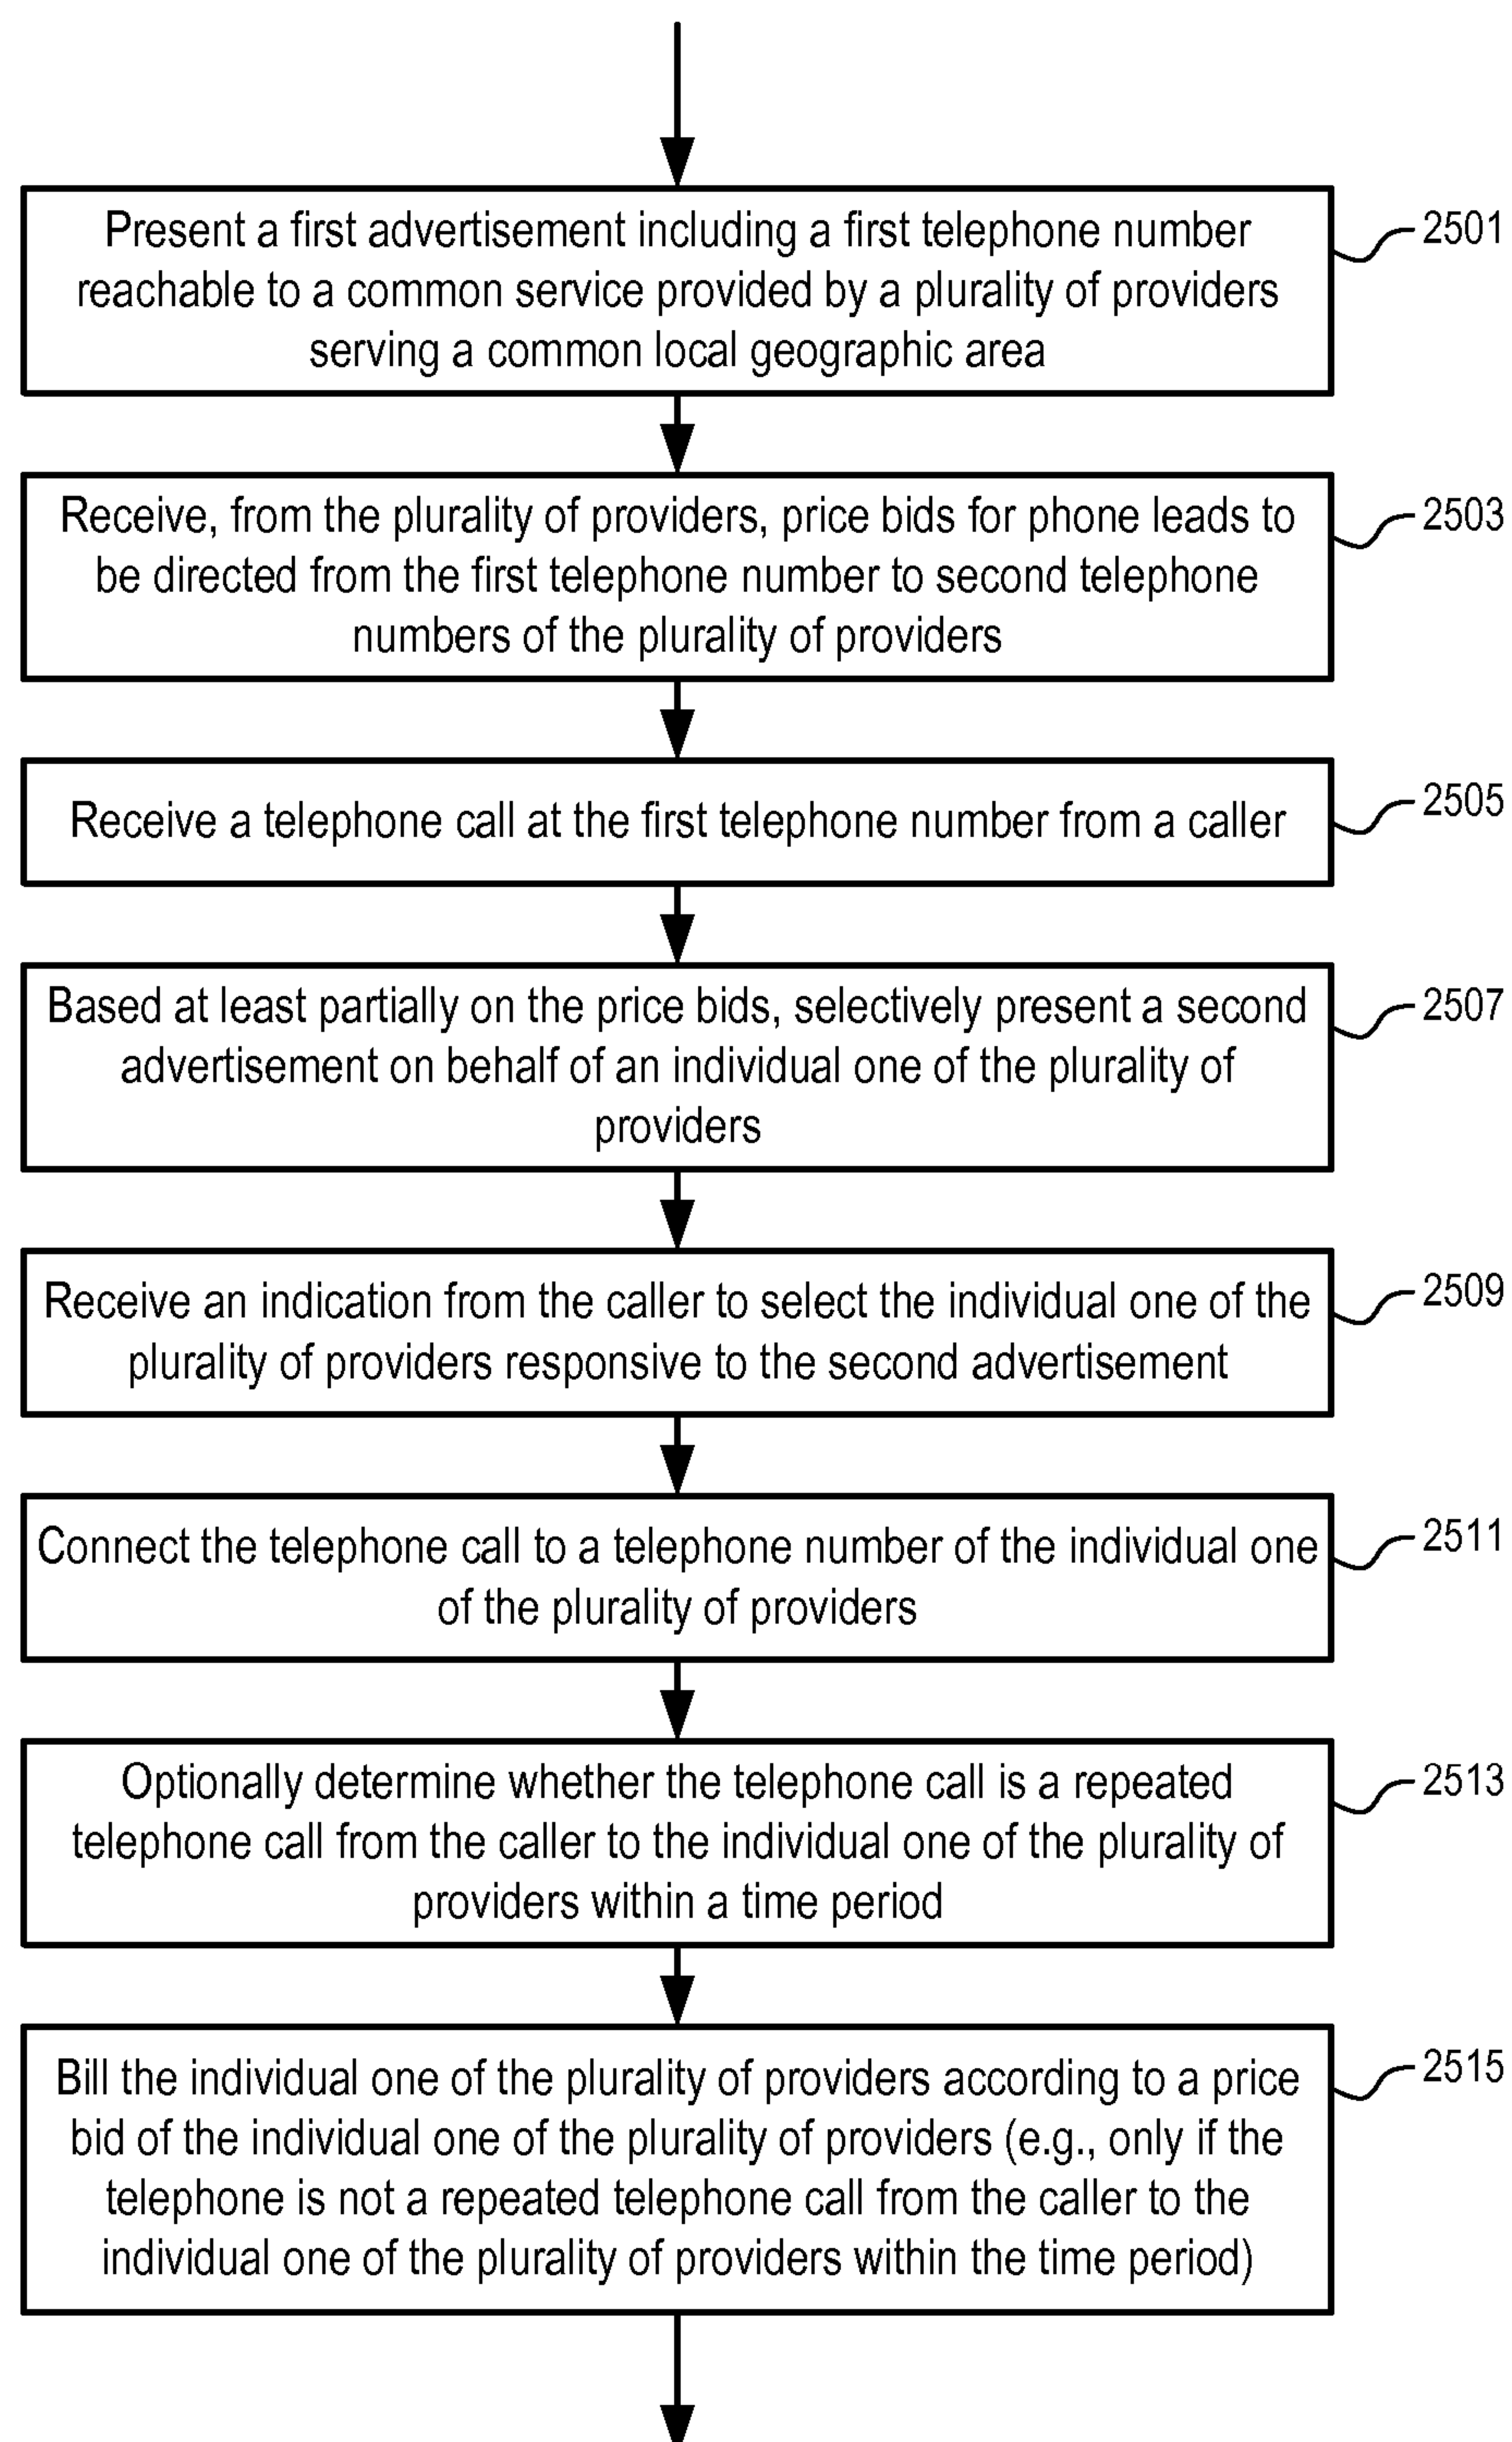 Present a first advertisement including a first telephone number
reachable to a common service provided by a plurality of providers
serving a common local geographic area
2501
Receive, from the plurality of providers, price bids for phone leads to
be directed from the first telephone number to second telephone
numbers of the plurality of providers
2503
Receive a telephone call at the first telephone number from a caller
2505
Based at least partially on the price bids, selectively present a second
advertisement on behalf of an individual one of the plurality of
providers
2507
Receive an indication from the caller to select the individual one of the
plurality of providers responsive to the second advertisement
2509
Connect the telephone call to a telephone number of the individual one
of the plurality of providers
2511
Optionally determine whether the telephone call is a repeated
telephone call from the caller to the individual one of the plurality of
providers within a time period
2513
Bill the individual one of the plurality of providers according to a price
bid of the individual one of the plurality of providers (e.g., only if the
telephone is not a repeated telephone call from the caller to the
individual one of the plurality of providers within the time period)
2515